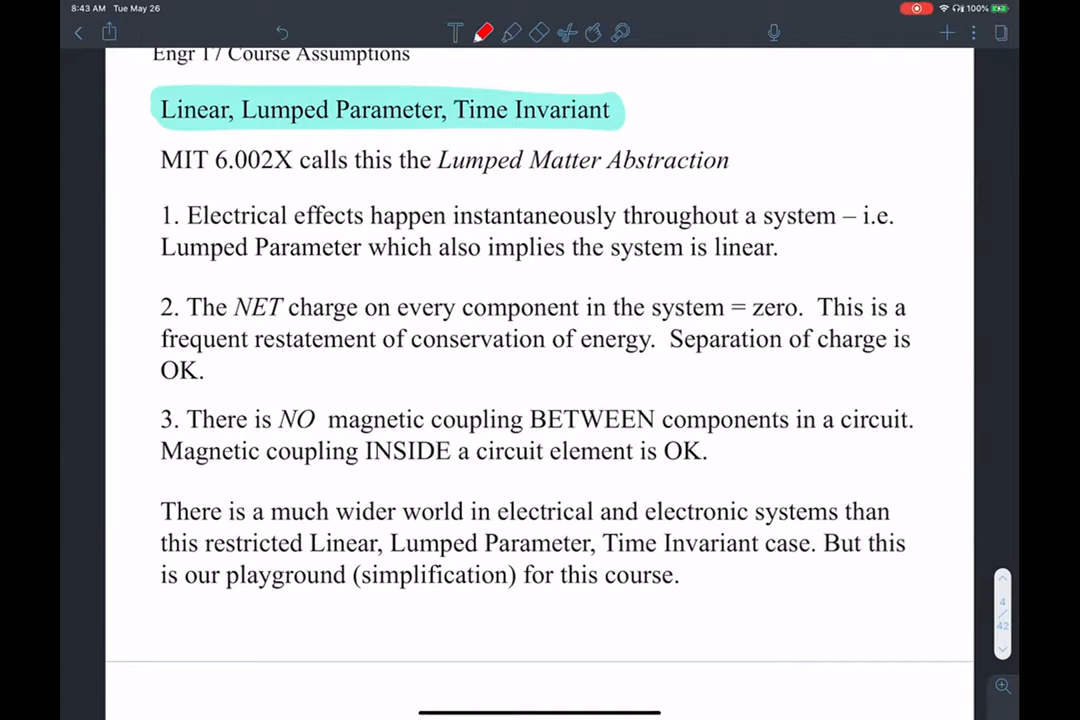 8:43 AM Tue May 26
100%
Engr 17 Course Assumptions
Linear, Lumped Parameter, Time Invariant
MIT 6.002X calls this the Lumped Matter Abstraction
1. Electrical effects happen instantaneously throughout a system – i.e.
Lumped Parameter which also implies the system is linear.
2. The NET charge on every component in the system = zero. This is a
frequent restatement of conservation of energy. Separation of charge is
OK.
3. There is NO magnetic coupling BETWEEN components in a circuit.
Magnetic coupling INSIDE a circuit element is OK.
There is a much wider world in electrical and electronic systems than
this restricted Linear, Lumped Parameter, Time Invariant case. But this
is our playground (simplification) for this course.
4
/
42